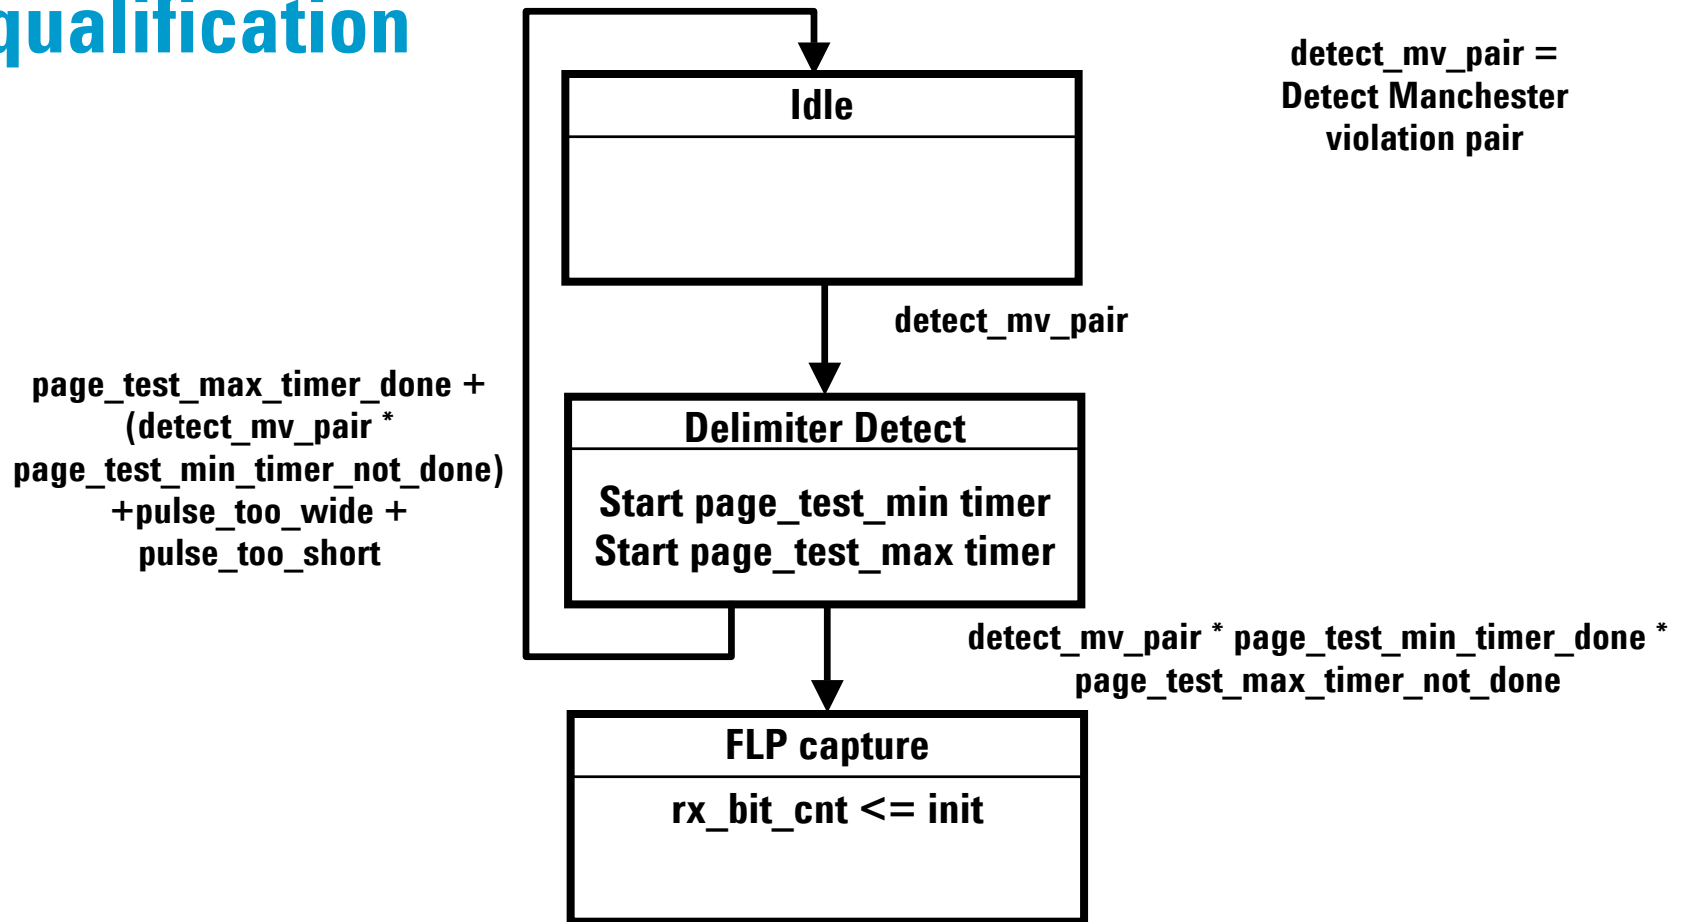 qualification
detect_mv_pair =
Detect Manchester
violation pair
Idle
detect_mv_pair
page_test_max_timer_done +
(detect_mv_pair *
page_test_min_timer_not_done)
+pulse_too_wide +
pulse_too_short
Delimiter Detect
Start page_test_min timer
Start page_test_max timer
detect_mv_pair * page_test_min_timer_done *
page_test_max_timer_not_done
FLP capture
rx_bit_cnt <= init